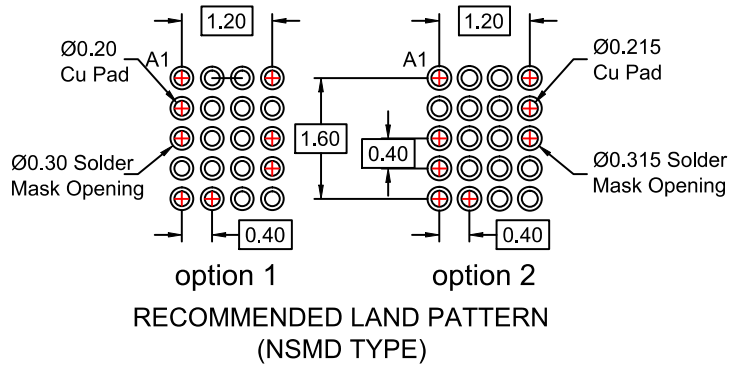 1.20
Ø0.20
Cu Pad
A1
Ø0.30 Solder
Mask Opening
0.40
option 1
1.60
0.40
1.20
A1
Ø0.215
Cu Pad
Ø0.315 Solder
Mask Opening
0.40
option 2
RECOMMENDED LAND PATTERN
(NSMD TYPE)